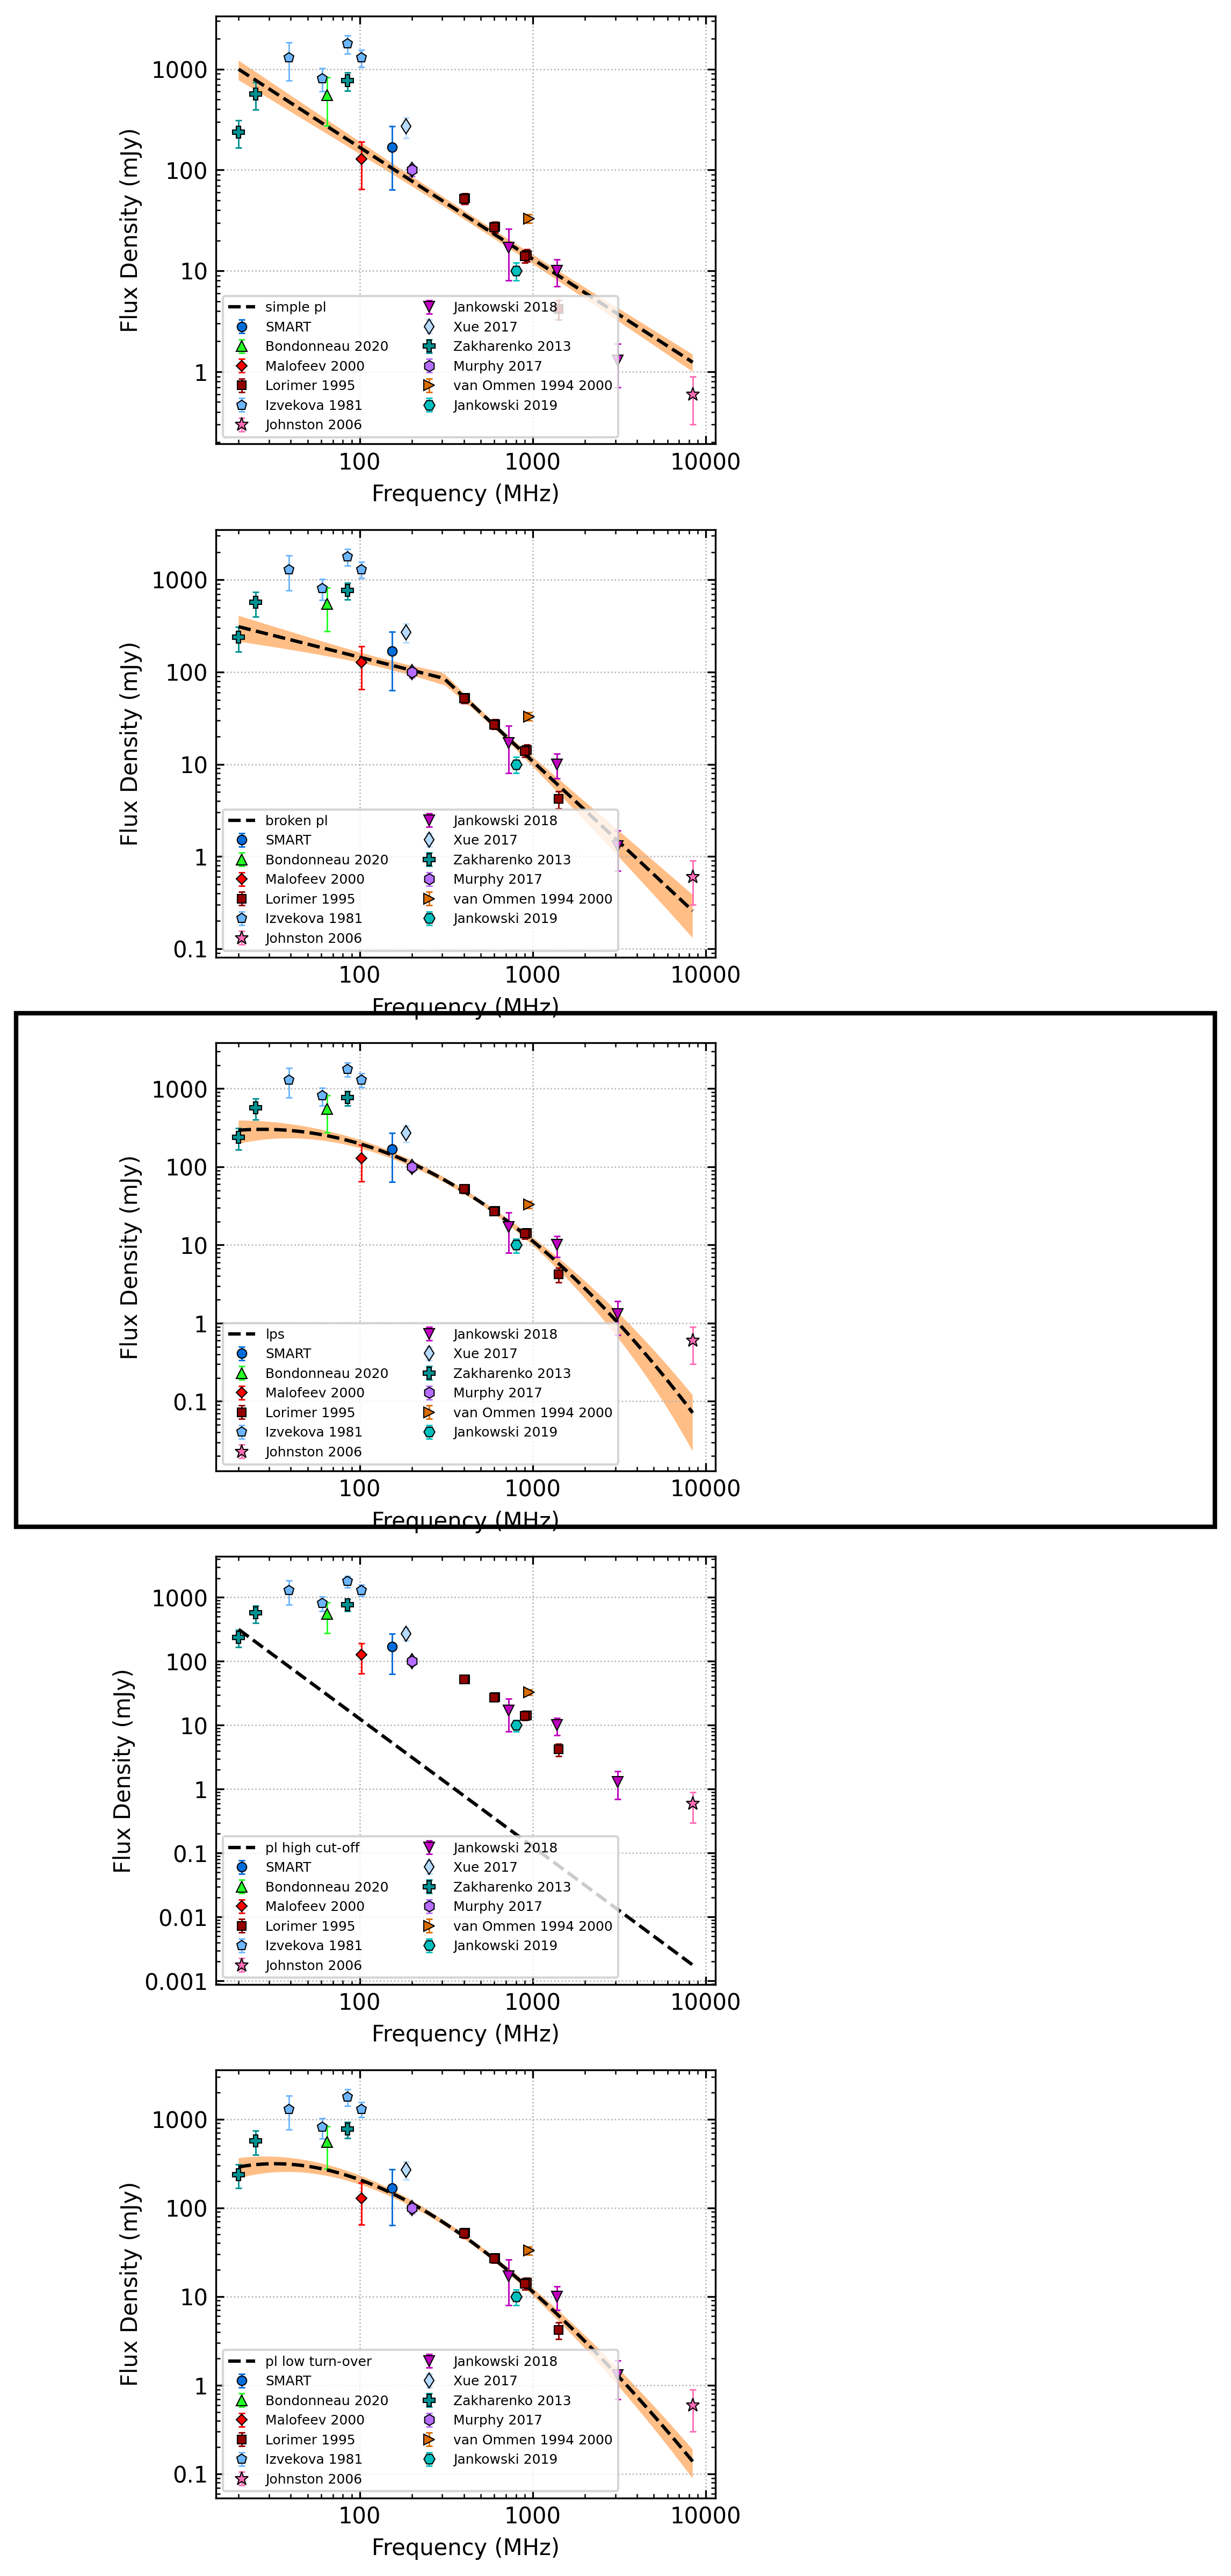 1000
100
10
1
Flux Density (mJy)
simple pl
SMART
Bondonneau 2020
Malofeev 2000
Lorimer 1995
Izvekova 1981
Johnston 2006
Jankowski 2018
Xue 2017
Zakharenko 2013
Murphy 2017
van Ommen 1994 2000
Jankowski 2019
100 1000 10000
Frequency (MHz)
1000
100
10
1
0.1
Flux Density (mJy)
broken pl
SMART
Bondonneau 2020
Malofeev 2000
Lorimer 1995
Izvekova 1981
Johnston 2006
Jankowski 2018
Xue 2017
Zakharenko 2013
Murphy 2017
van Ommen 1994 2000
Jankowski 2019
100 1000 10000
Frequency (MHz)
1000
100
10
1
0.1
Flux Density (mJy)
lps
SMART
Bondonneau 2020
Malofeev 2000
Lorimer 1995
Izvekova 1981
Johnston 2006
Jankowski 2018
Xue 2017
Zakharenko 2013
Murphy 2017
van Ommen 1994 2000
Jankowski 2019
100 1000 10000
Frequency (MHz)
1000
100
10
1
0.1
0.01
0.001
Flux Density (mJy)
pl high cut-off
SMART
Bondonneau 2020
Malofeev 2000
Lorimer 1995
Izvekova 1981
Johnston 2006
Jankowski 2018
Xue 2017
Zakharenko 2013
Murphy 2017
van Ommen 1994 2000
Jankowski 2019
100 1000 10000
Frequency (MHz)
1000
100
10
1
0.1
Flux Density (mJy)
pl low turn-over
SMART
Bondonneau 2020
Malofeev 2000
Lorimer 1995
Izvekova 1981
Johnston 2006
Jankowski 2018
Xue 2017
Zakharenko 2013
Murphy 2017
van Ommen 1994 2000
Jankowski 2019
100 1000 10000
Frequency (MHz)